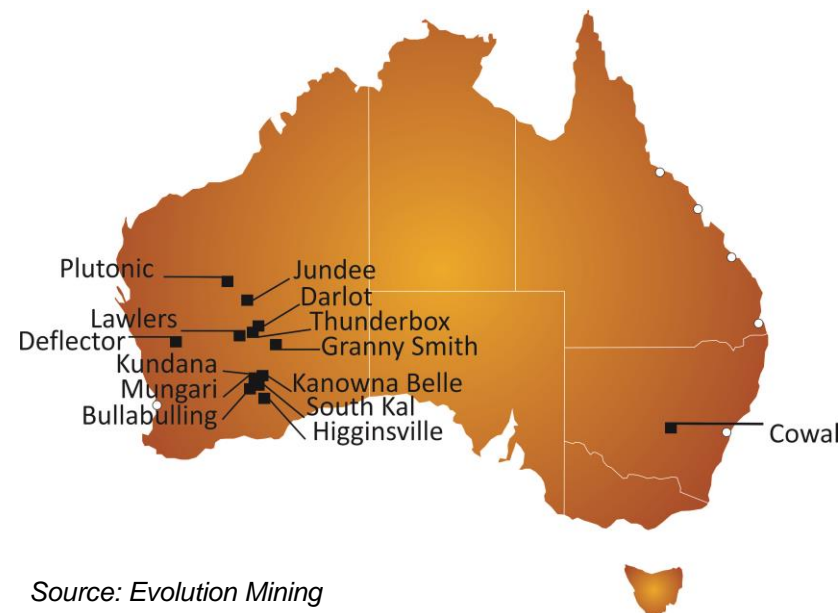 Plutonic
Jundee
Darlot
Lawlers
Thunderbox
Deflector
Granny Smith
Kundana
Kanowna Belle
Mungari
South Kal
Bullabulling
Higginsville
Cowal
Source: Evolution Mining